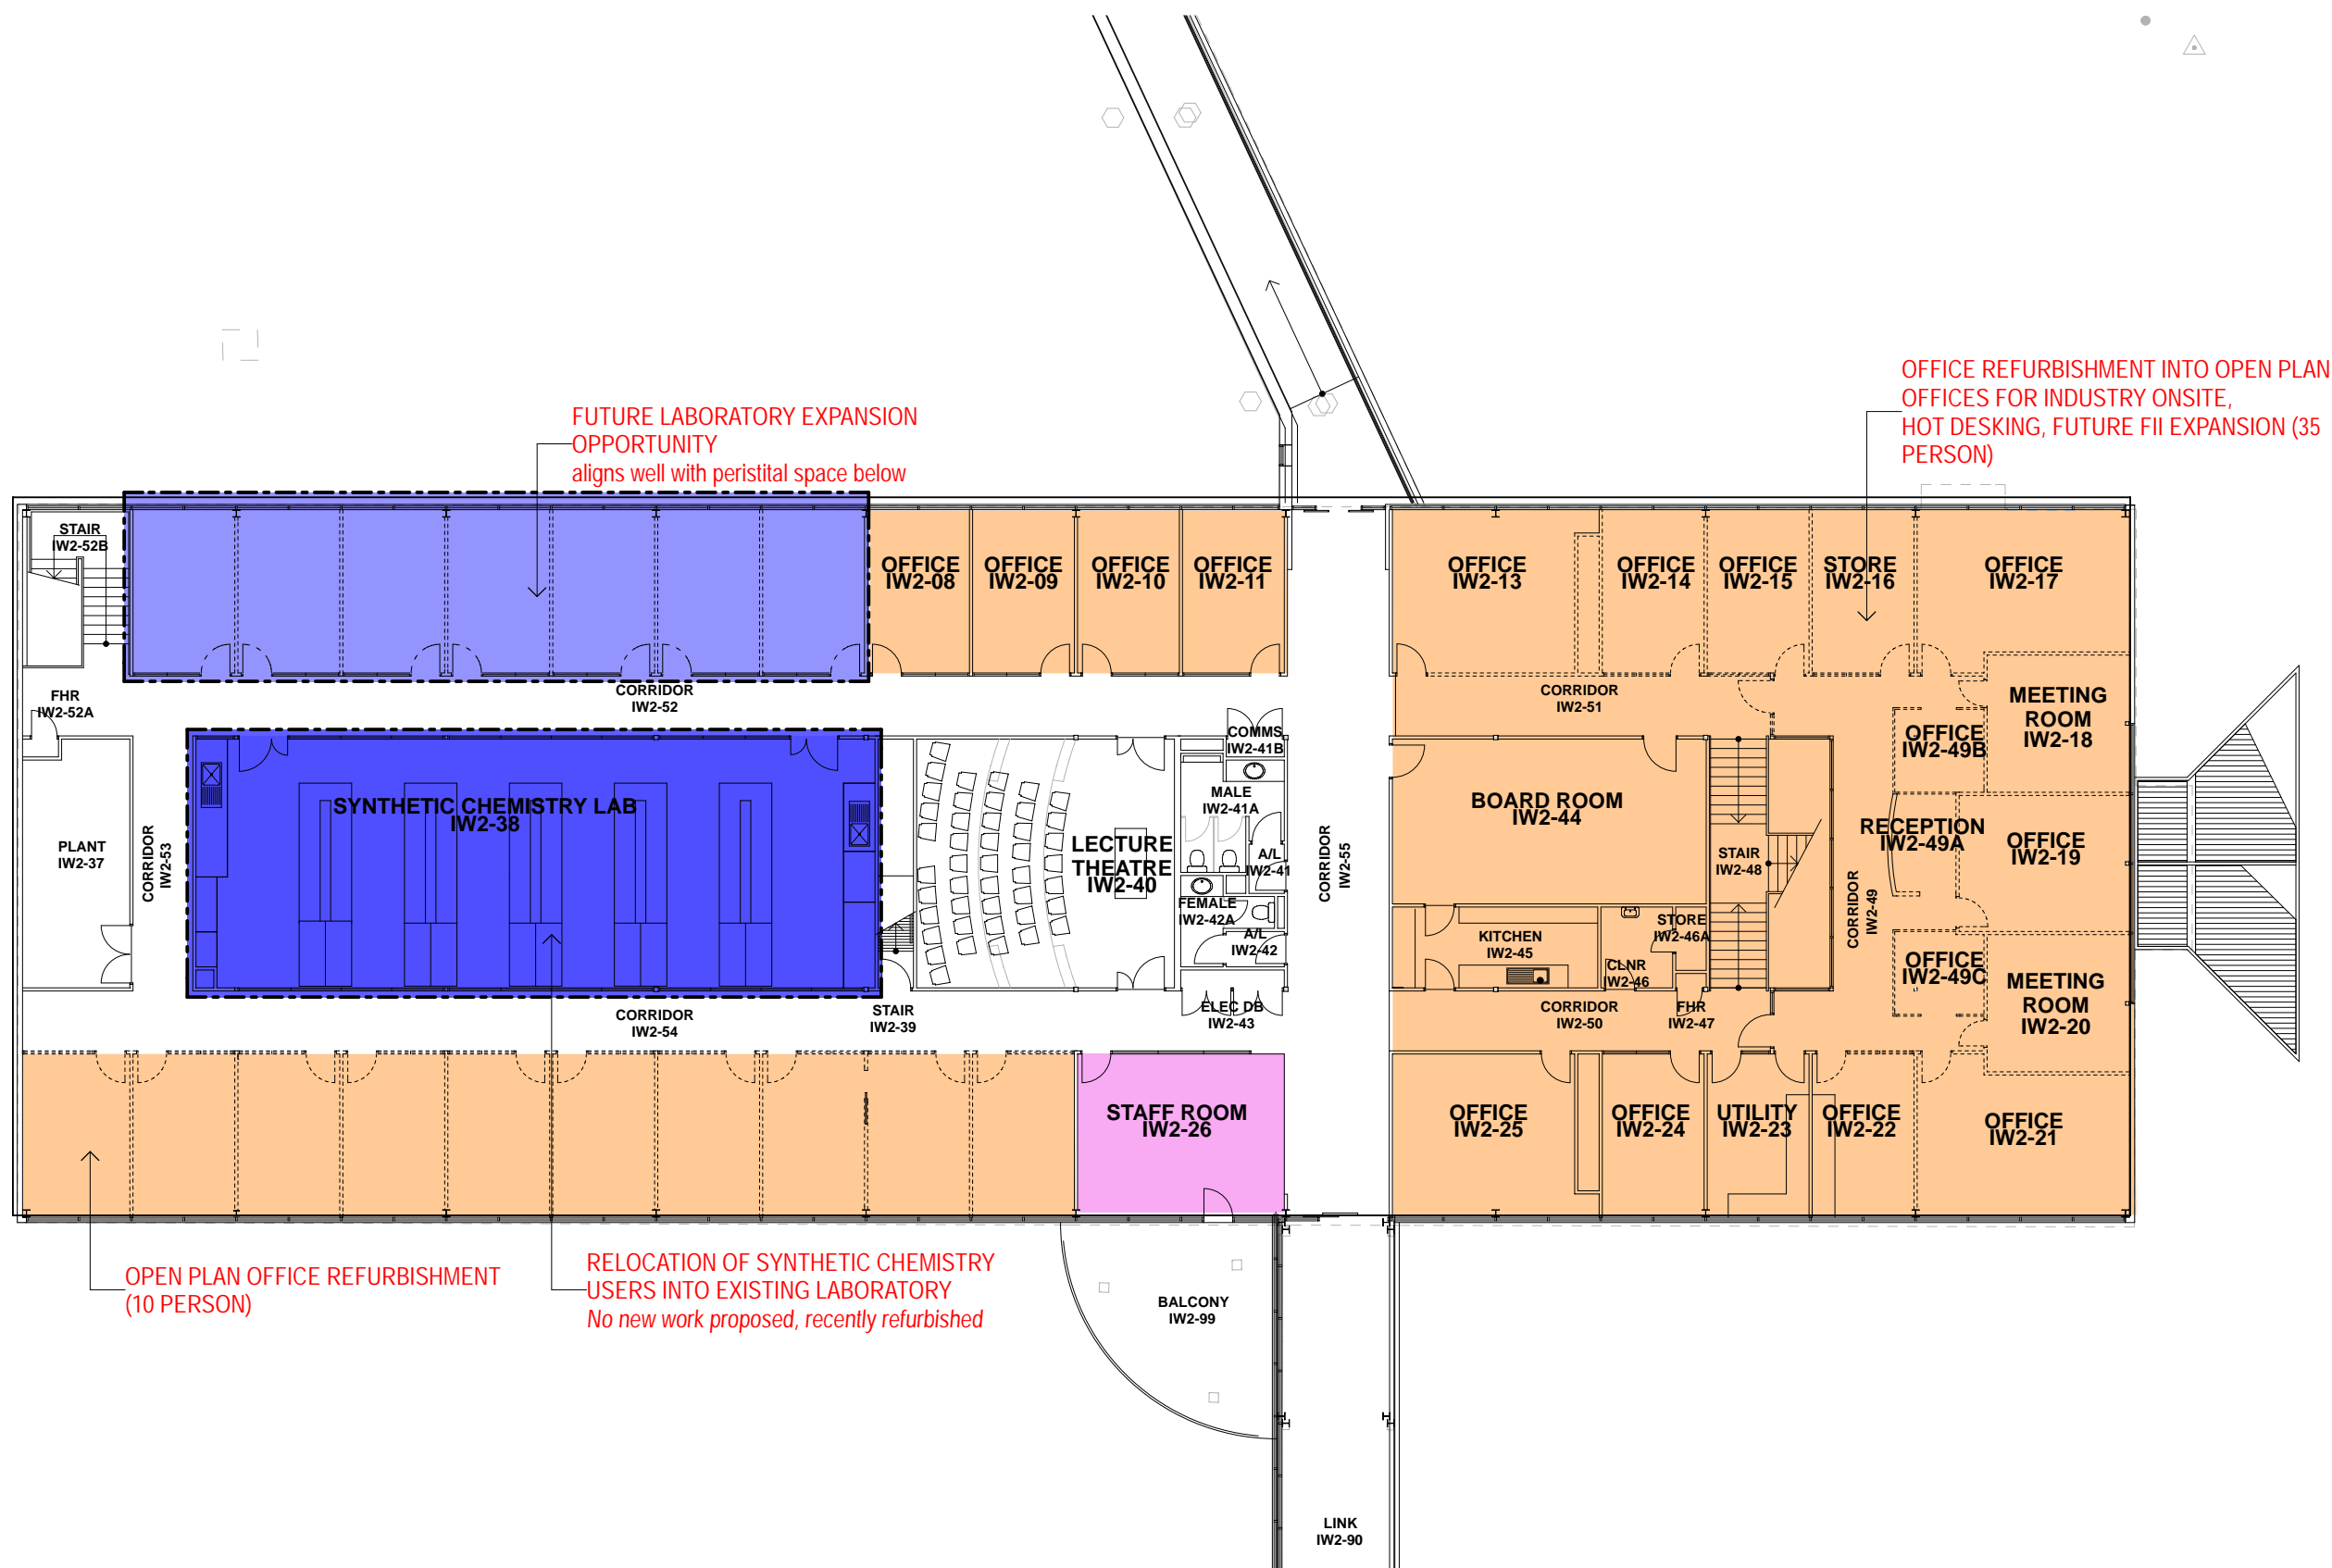 OFFICE REFURBISHMENT INTO OPEN PLAN
OFFICES FOR INDUSTRY ONSITE,
HOT DESKING, FUTURE FII EXPANSION (35
PERSON)
FUTURE LABORATORY EXPANSION
OPPORTUNITY
aligns well with peristital space below
STAIR
IW2-52B
OFFICE
IW2-08
OFFICE
IW2-09
OFFICE
IW2-10
OFFICE
IW2-11
OFFICE
IW2-13
OFFICE
IW2-14
OFFICE
IW2-15
STORE
IW2-16
OFFICE
IW2-17
FHR
IW2-52A
CORRIDOR
IW2-52
CORRIDOR
IW2-51
MEETING
ROOM
IW2-18
COMMS
IW2-41B
OFFICE
IW2-49B
SYNTHETIC CHEMISTRY LAB
IW2-38
MALE
IW2-41A
BOARD ROOM
IW2-44
PLANT
IW2-37
CORRIDOR
IW2-53
LECTURE
THEATRE
IW2-40
A/L
IW2-41
CORRIDOR
IW2-55
STAIR
IW2-48
RECEPTION
IW2-49A
OFFICE
IW2-19
FEMALE
IW2-42A
A/L
IW2-42
KITCHEN
IW2-45
STORE
IW2-46A
CLNR
IW2-46
CORRIDOR
IW2-49
OFFICE
IW2-49C
MEETING
ROOM
IW2-20
CORRIDOR
IW2-54
STAIR
IW2-39
ELEC DB
IW2-43
CORRIDOR
IW2-50
FHR
IW2-47
STAFF ROOM
IW2-26
OFFICE
IW2-25
OFFICE
IW2-24
UTILITY
IW2-23
OFFICE
IW2-22
OFFICE
IW2-21
OPEN PLAN OFFICE REFURBISHMENT
(10 PERSON)
RELOCATION OF SYNTHETIC CHEMISTRY
USERS INTO EXISTING LABORATORY
No new work proposed, recently refurbished
BALCONY
IW2-99
LINK
IW2-90